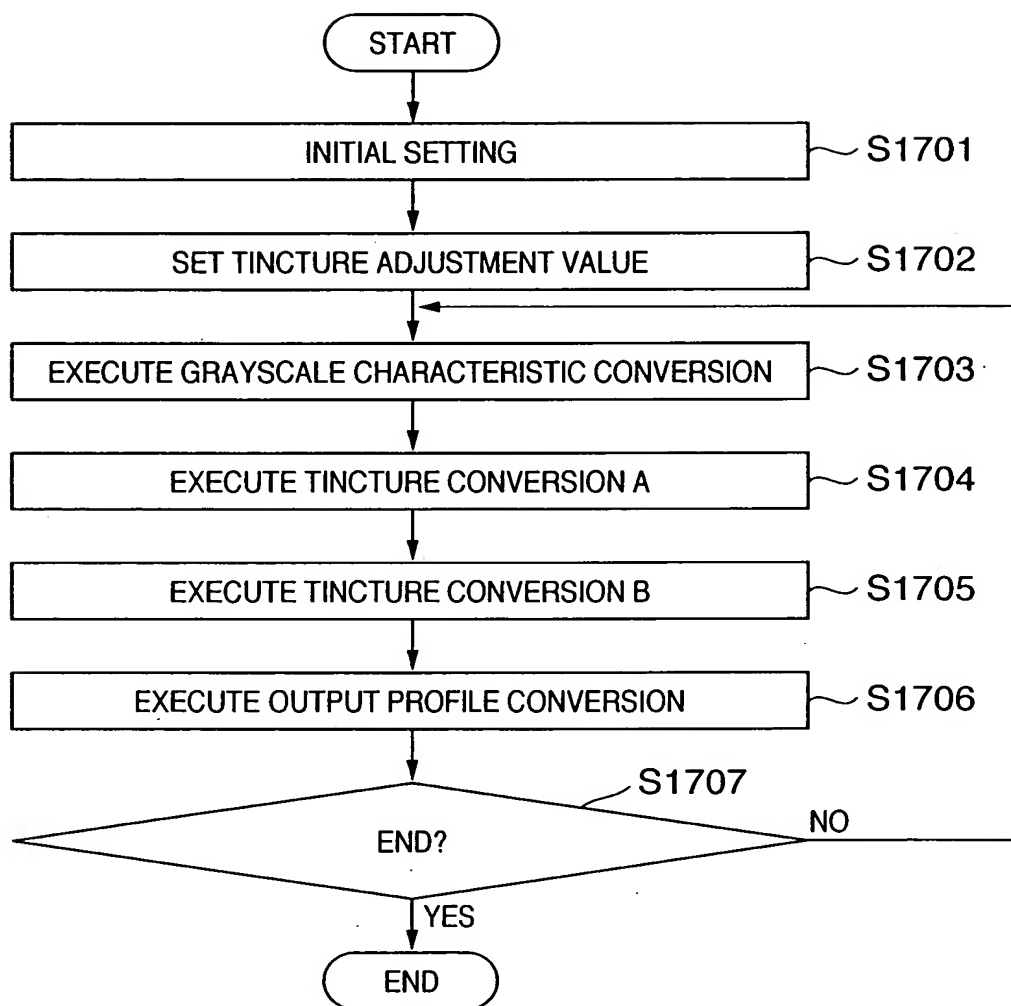 START
INITIAL SETTING
S1701
SET TINCTURE ADJUSTMENT VALUE
S1702
EXECUTE GRAYSCALE CHARACTERISTIC CONVERSION
S1703
EXECUTE TINCTURE CONVERSION A
S1704
EXECUTE TINCTURE CONVERSION B
S1705
EXECUTE OUTPUT PROFILE CONVERSION
S1706
S1707
END?
NO
YES
END